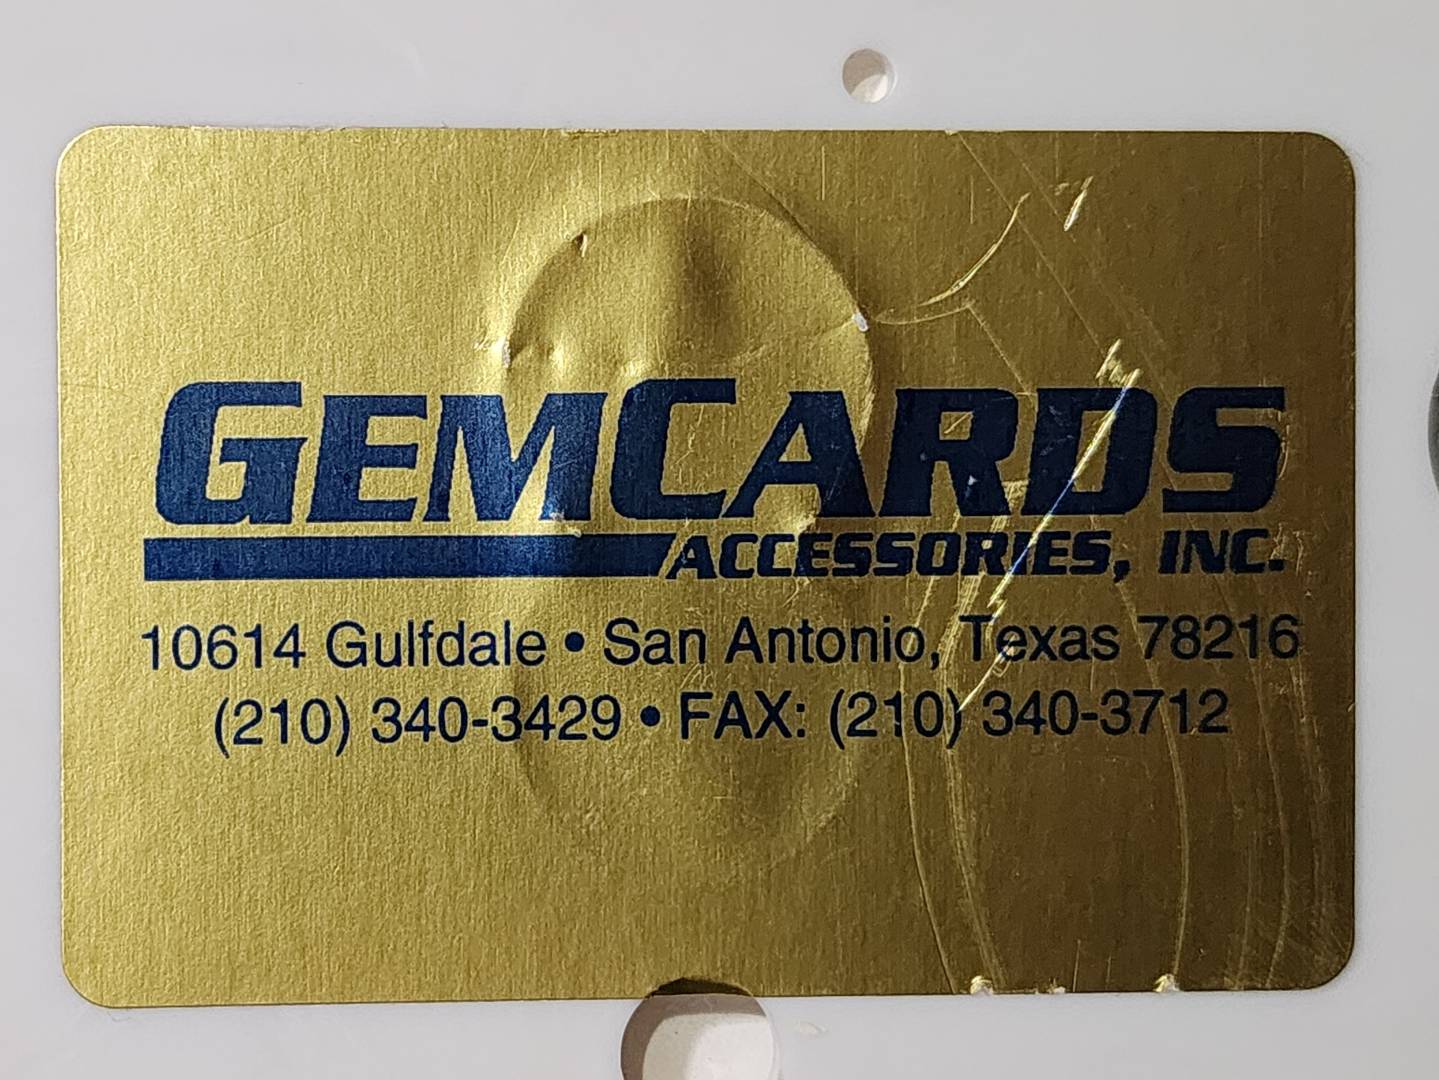 GEMCARDS
ACCESSORIES, INC.
10614 Gulfdale • San Antonio, Texas 78216
(210) 340-3429 • FAX: (210) 340-3712